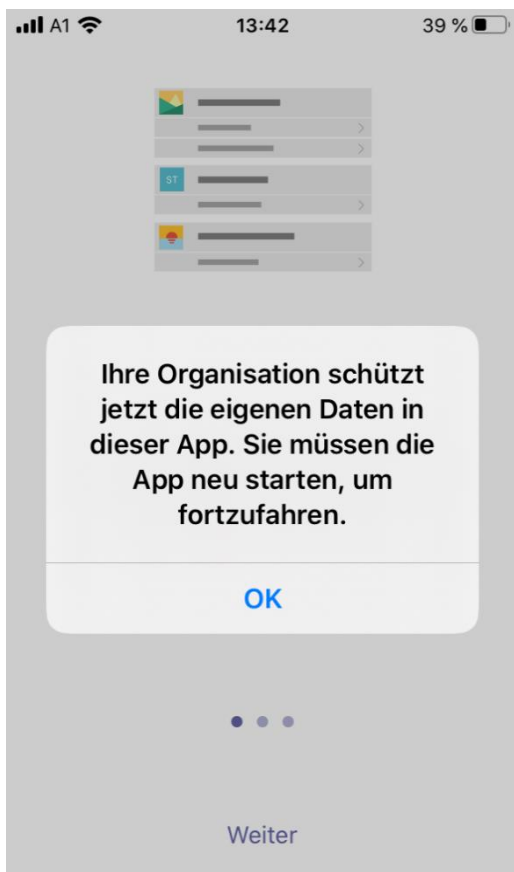 A1 13:42 39 %
ST
Ihre Organisation schützt
jetzt die eigenen Daten in
dieser App. Sie müssen die
App neu starten, um
fortzufahren.
OK
Weiter